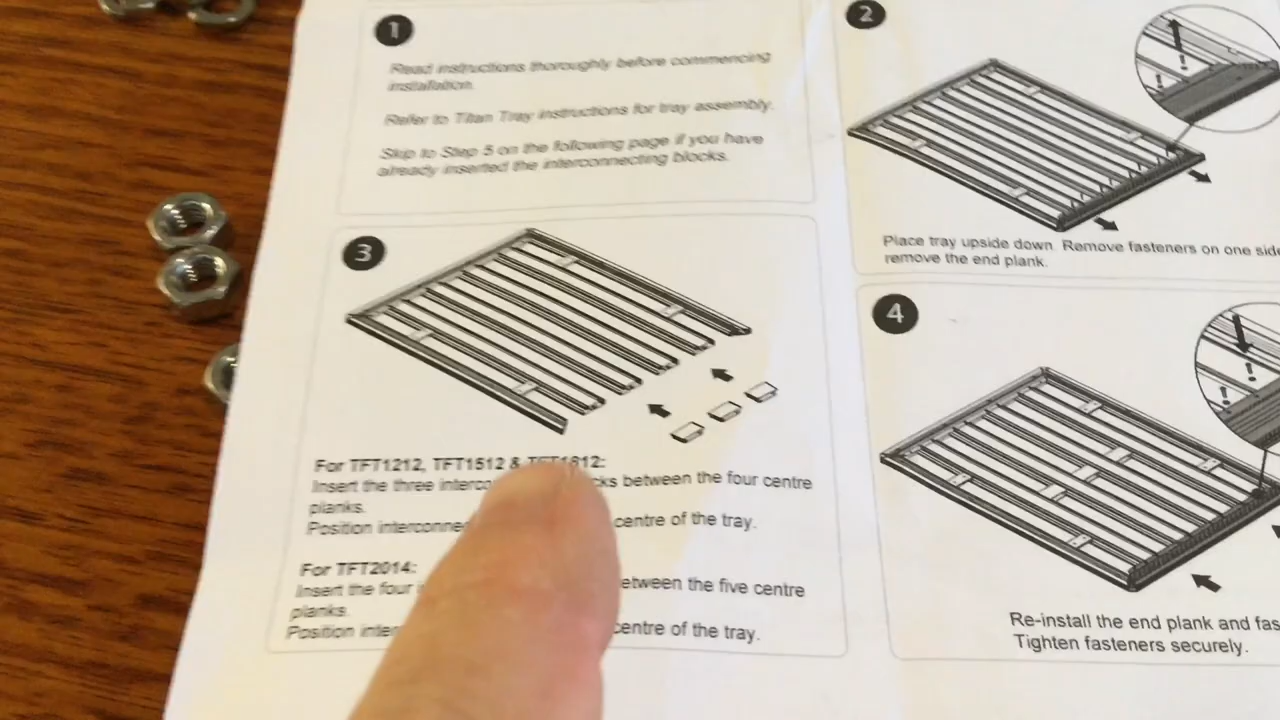 1
Read instructions thoroughly before commencing
installation.
Refer to Titan Tray instructions for tray assembly.
Skip to Step 5 on the following page if you have
already inserted the interconnecting blocks.
2
Place tray upside down. Remove fasteners on one side
remove the end plank.
3
For TFT1212, TFT1512 & TFT1812:
Insert the three between the four centre
planks.
Position centre of the tray.
For TFT2014:
Insert the four between the five centre
planks.
Position centre of the tray.
4
Re-install the end plank and fas
Tighten fasteners securely.